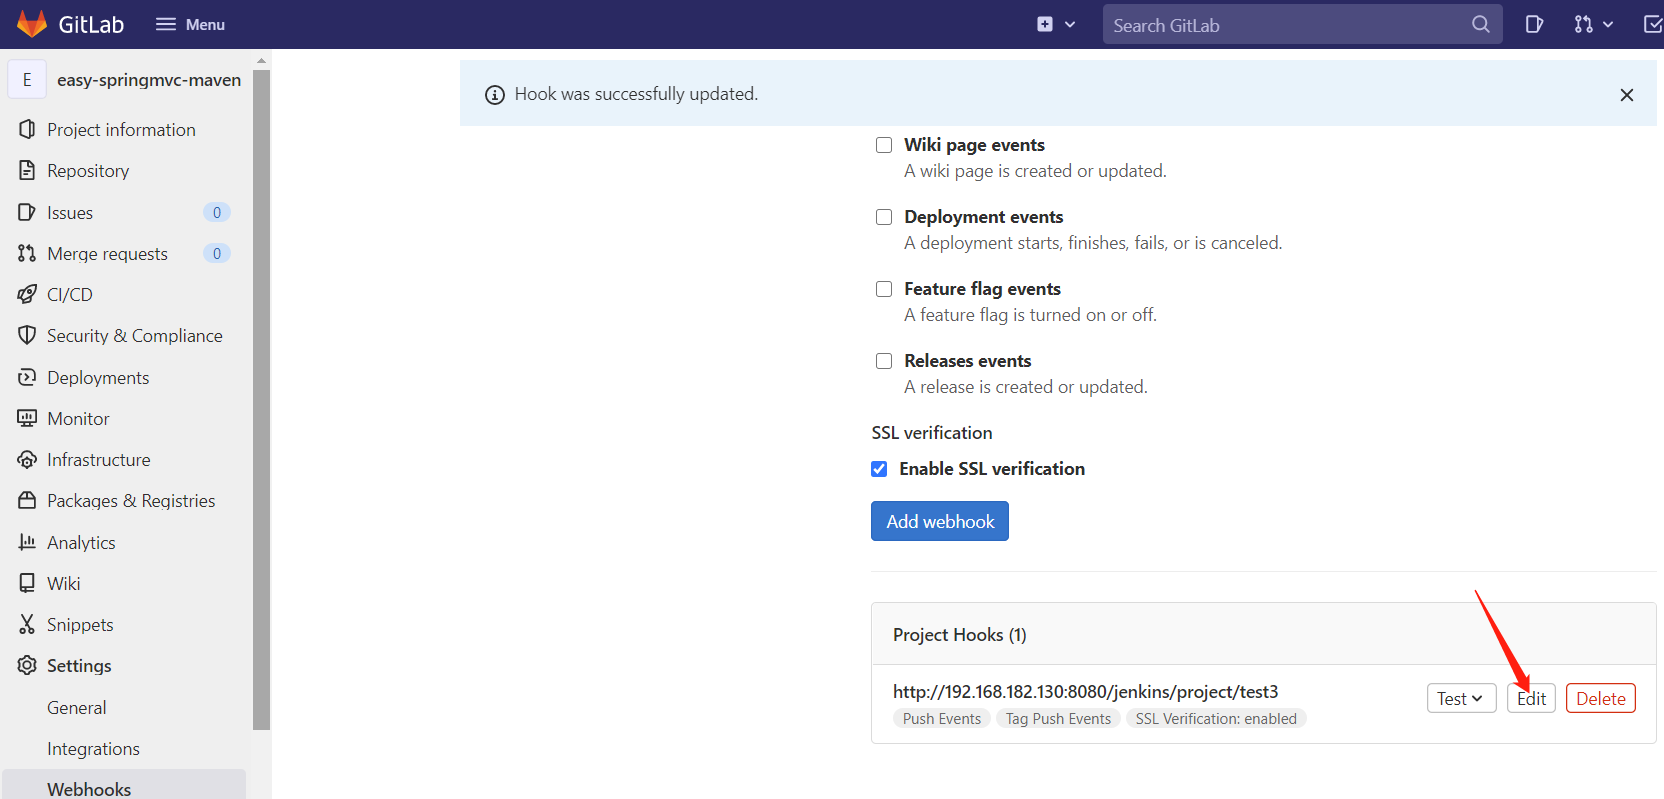 GitLab
Menu
Search GitLab
E
easy-springmvc-maven
Project information
Repository
Issues 0
Merge requests 0
CI/CD
Security & Compliance
Deployments
Monitor
Infrastructure
Packages & Registries
Analytics
Wiki
Snippets
Settings
General
Integrations
Webhooks
Hook was successfully updated.
Wiki page events
A wiki page is created or updated.
Deployment events
A deployment starts, finishes, fails, or is canceled.
Feature flag events
A feature flag is turned on or off.
Releases events
A release is created or updated.
SSL verification
Enable SSL verification
Add webhook
Project Hooks (1)
http://192.168.182.130:8080/jenkins/project/test3
Push Events Tag Push Events SSL Verification: enabled
Test Edit Delete